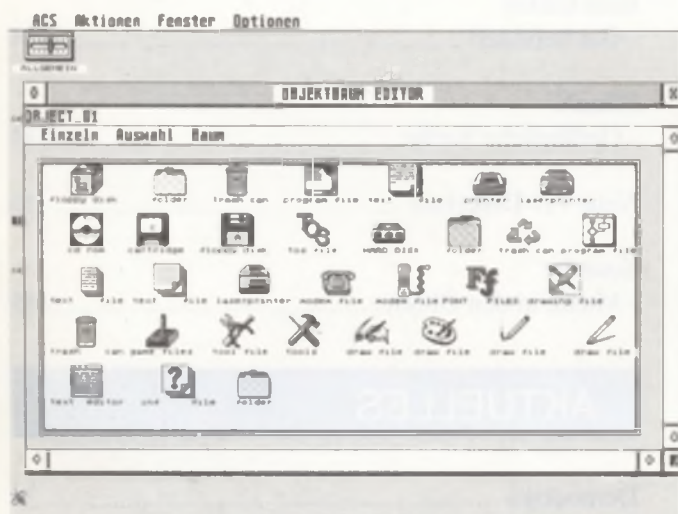 ACS Aktionen Fenster Optionen
ALLGEMEIN
OBJEKTBAUM EDITOR
OBJECT_01
Einzeln Auswahl Baum
floppy disk folder trash can program file text file printer laserprinter
cd rom cartridge floppy disk tos file HARD DISK folder trash can program file
text file text file laserprinter modem file modem file FONT FILES drawing file
trash can game files tool file tools draw file draw file draw file draw file
text editor file folder
AKTUELLES